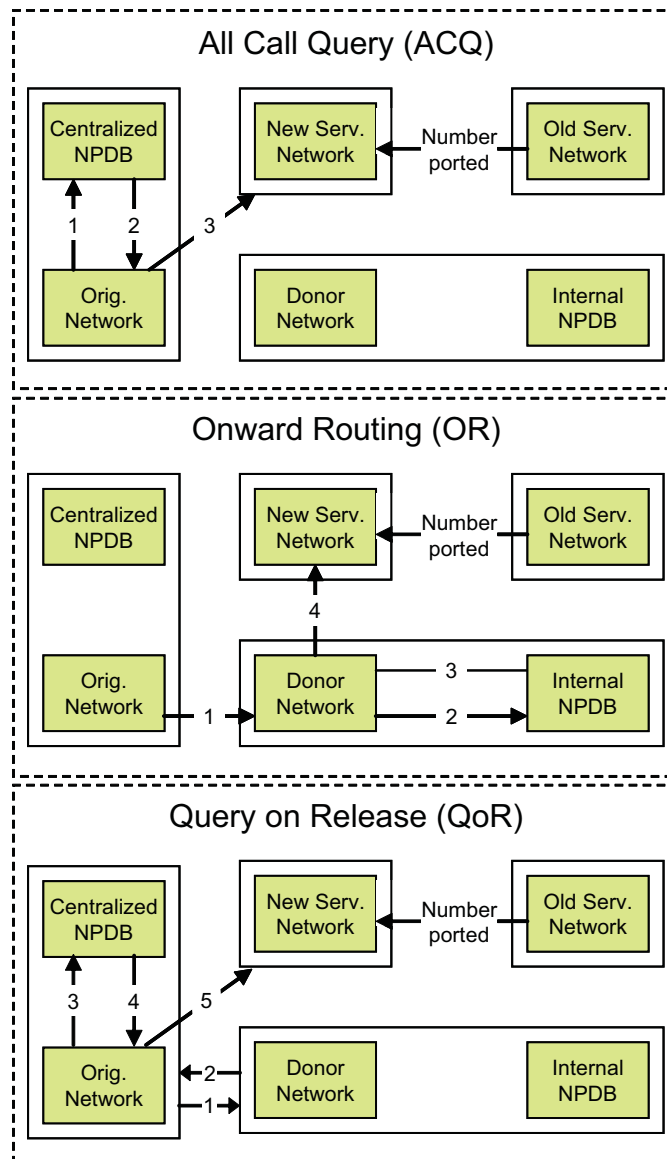 All Call Query (ACQ)
Centralized
NPDB
New Serv.
Network
Number
ported
Old Serv.
Network
1
2
3
Orig.
Network
Donor
Network
Internal
NPDB
Onward Routing (OR)
Centralized
NPDB
New Serv.
Network
Number
ported
Old Serv.
Network
4
Orig.
Network
1
Donor
Network
3
2
Internal
NPDB
Query on Release (QoR)
Centralized
NPDB
New Serv.
Network
Number
ported
Old Serv.
Network
3
4
5
Orig.
Network
2
1
Donor
Network
Internal
NPDB